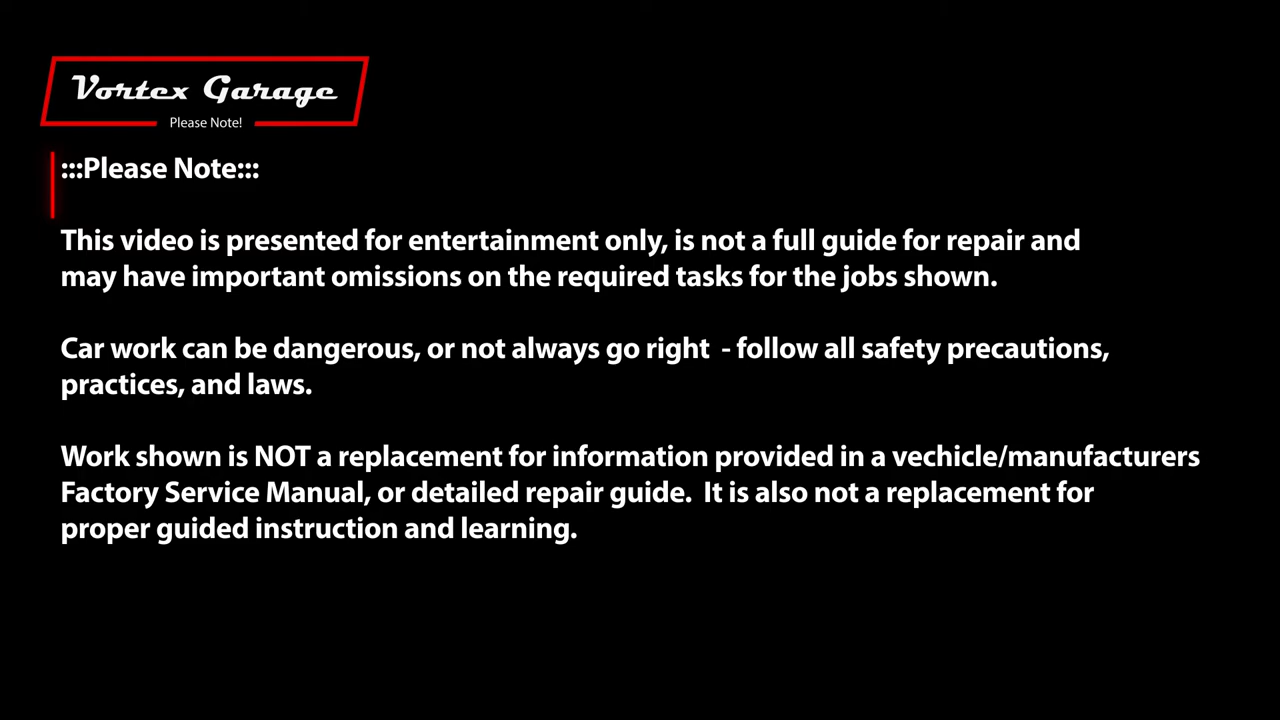 Vortex Garage
Please Note!
:::Please Note:::
This video is presented for entertainment only, is not a full guide for repair and
may have important omissions on the required tasks for the jobs shown.
Car work can be dangerous, or not always go right  - follow all safety precautions,
practices, and laws.
Work shown is NOT a replacement for information provided in a vechicle/manufacturers
Factory Service Manual, or detailed repair guide.  It is also not a replacement for
proper guided instruction and learning.